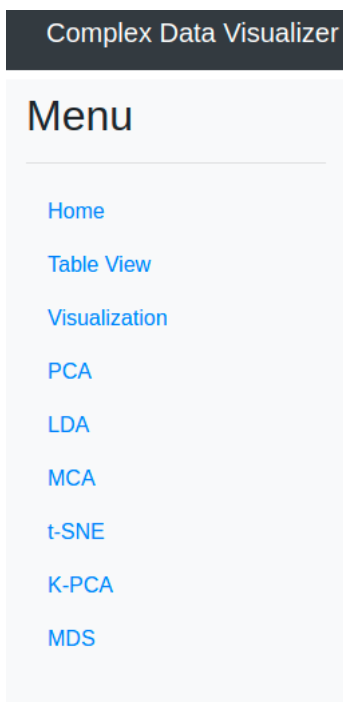 Complex Data Visualizer
Menu
Home
Table View
Visualization
PCA
LDA
MCA
t-SNE
K-PCA
MDS